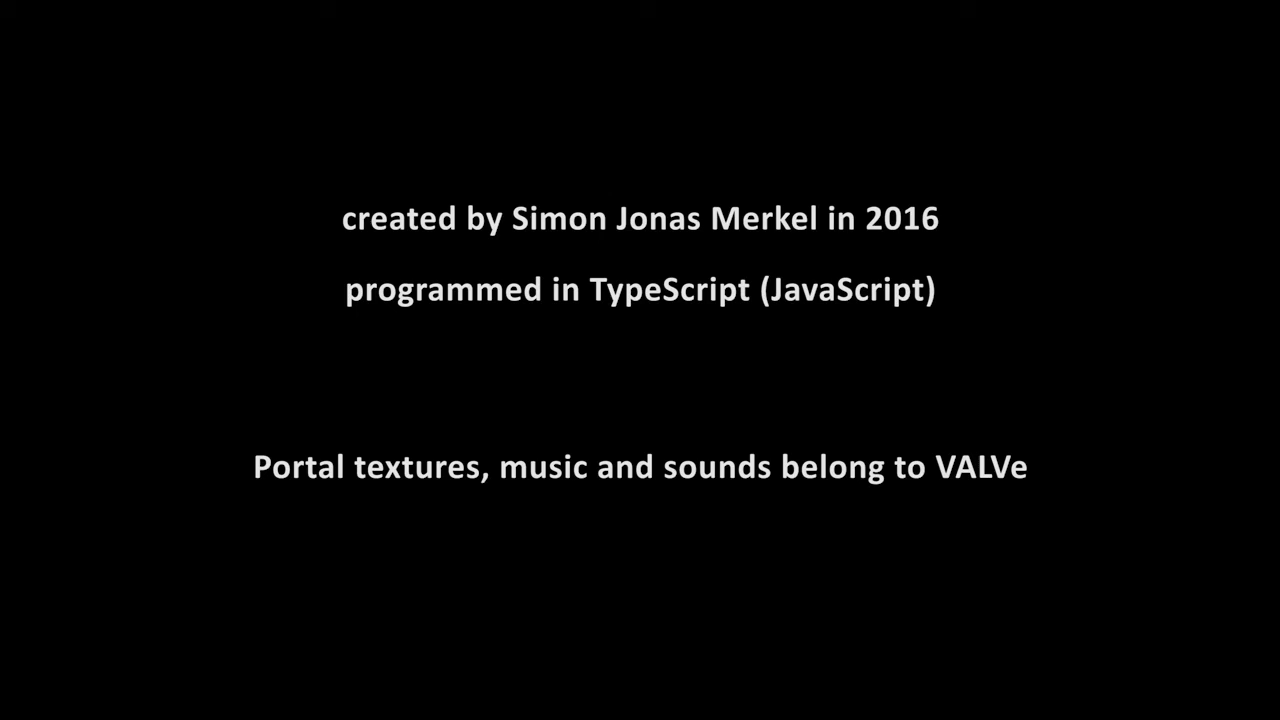 created by Simon Jonas Merkel in 2016
programmed in TypeScript (JavaScript)
Portal textures, music and sounds belong to VALVe